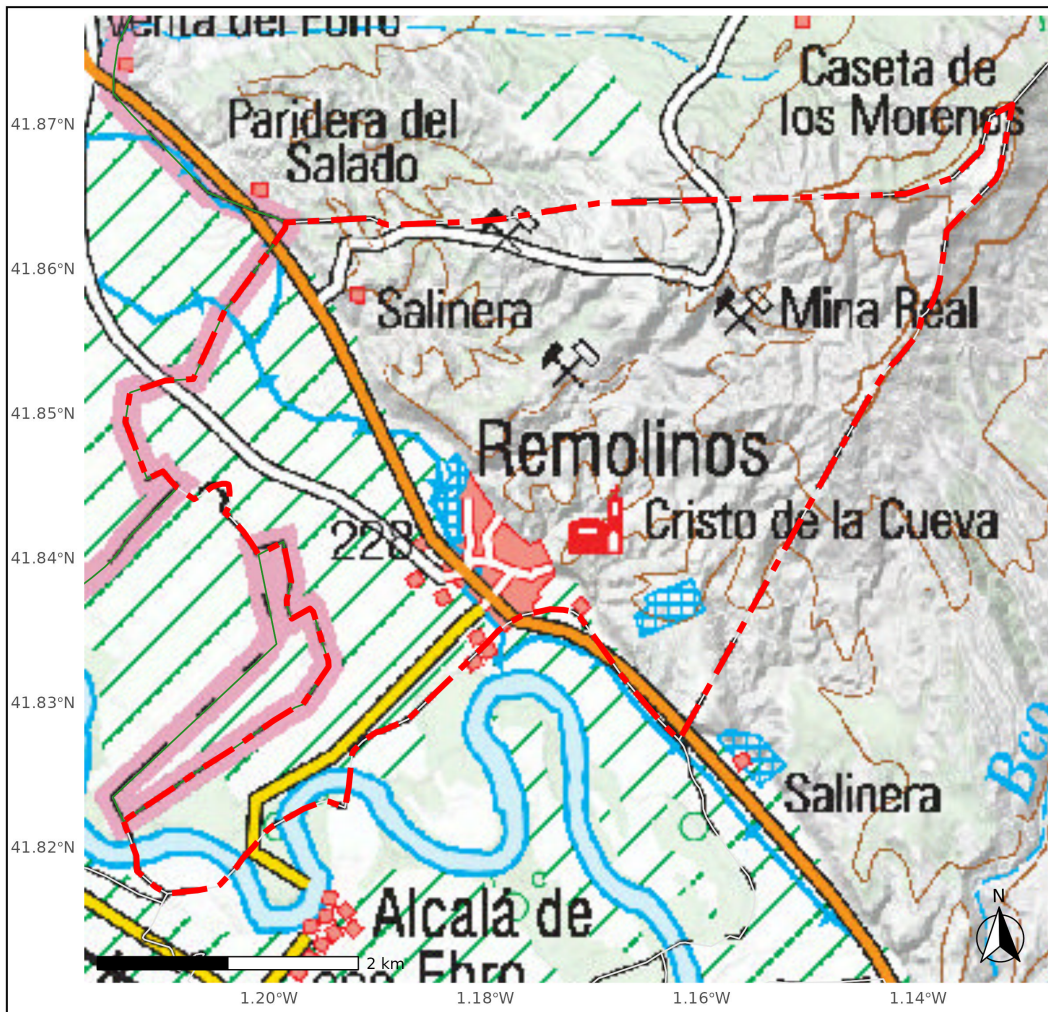 Venta del Forro
Caseta de
los Morenos
Paridera del
Salado
41.87°N
41.86°N
Salinera
Mina Real
41.85°N
Remolinos
Cristo de la Cueva
228
41.84°N
41.83°N
Bco
Salinera
41.82°N
Alcalá de
Ebro
N
2 km
1.20°W
1.18°W
1.16°W
1.14°W